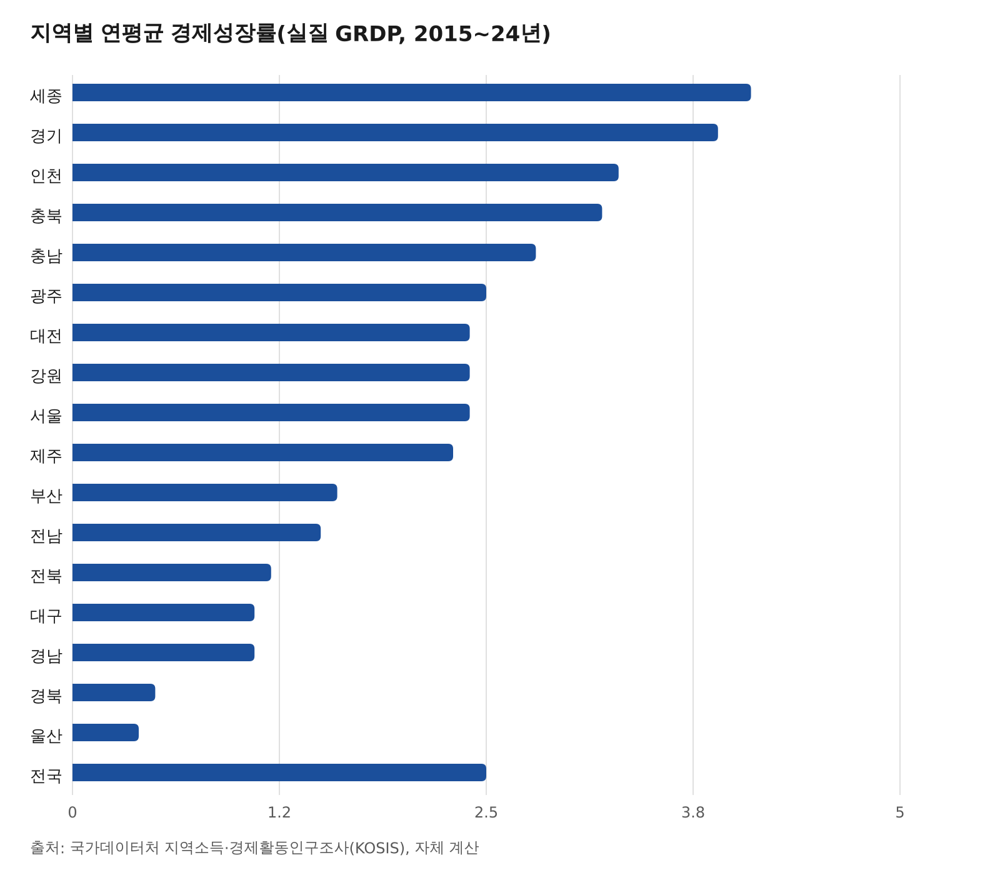 지역별 연평균 경제성장률(실질 GRDP, 2015~24년)
세종
경기
인천
충북
충남
광주
대전
강원
서울
제주
부산
전남
전북
대구
경남
경북
울산
전국
0 1.2 2.5 3.8 5
출처: 국가데이터처 지역소득·경제활동인구조사(KOSIS), 자체 계산